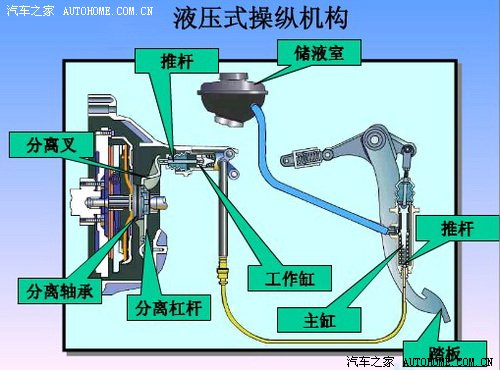 汽车之家 AUTOHOME.COM.CN
液压式操纵机构
推杆
储液室
分离叉
推杆
分离轴承
分离杠杆
工作缸
主缸
踏板
汽车之家 AUTOHOME.COM.CN